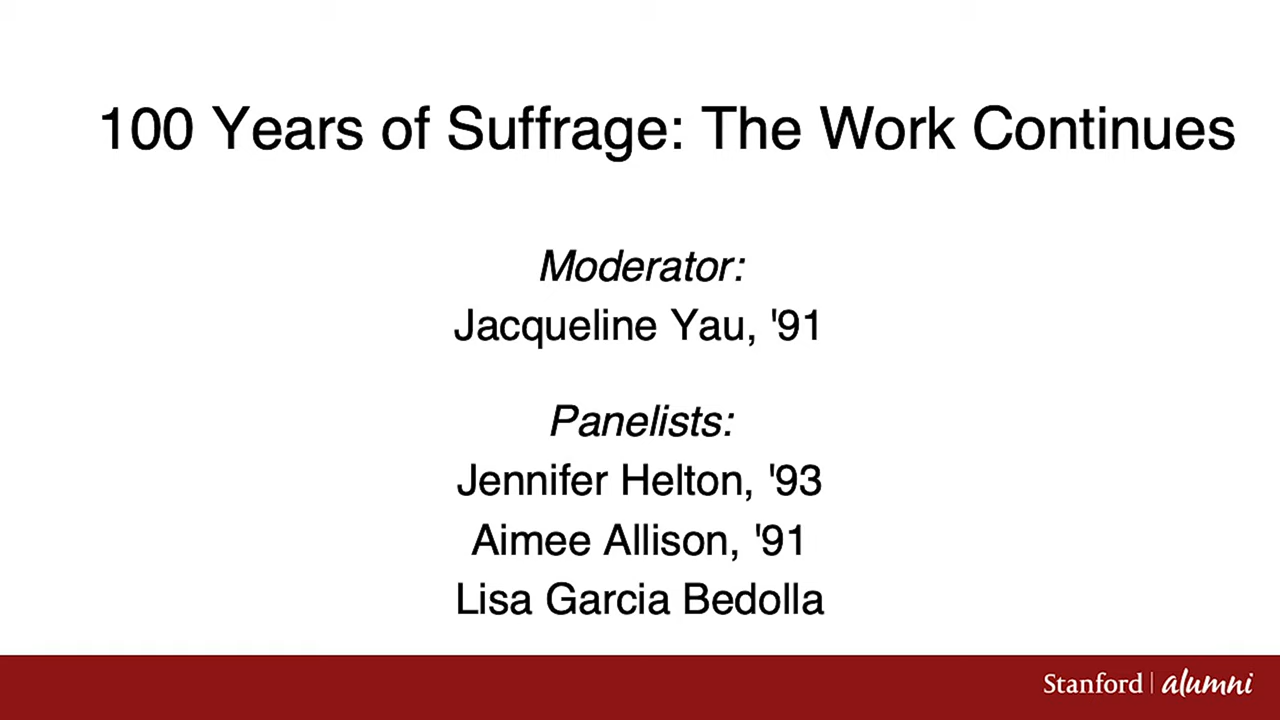 100 Years of Suffrage: The Work Continues
Moderator:
Jacqueline Yau, '91
Panelists:
Jennifer Helton, '93
Aimee Allison, '91
Lisa Garcia Bedolla
Stanford | alumni